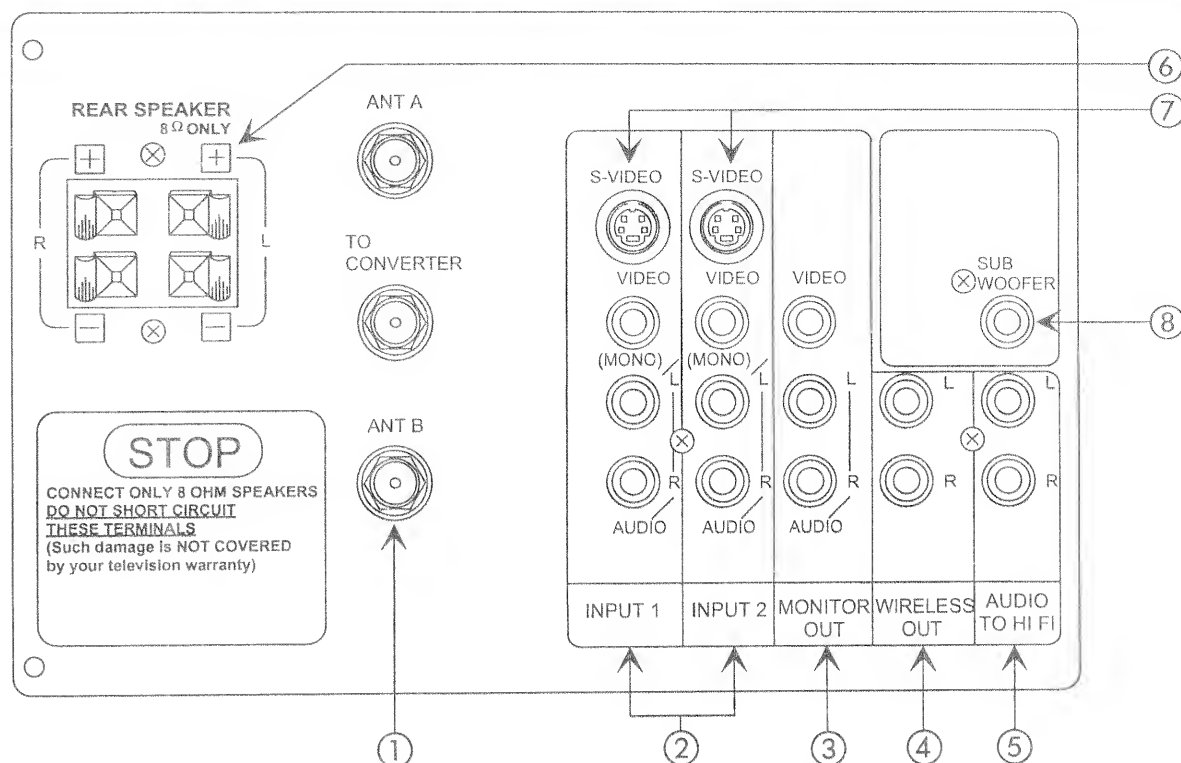 REAR SPEAKER
8 Ω ONLY
+
+
R
L
−
−
ANT A
TO
CONVERTER
ANT B
STOP
CONNECT ONLY 8 OHM SPEAKERS
DO NOT SHORT CIRCUIT
THESE TERMINALS
(Such damage is NOT COVERED
by your television warranty)
S-VIDEO
VIDEO
(MONO)
L
R
AUDIO
INPUT 1
S-VIDEO
VIDEO
(MONO)
L
R
AUDIO
INPUT 2
VIDEO
L
R
AUDIO
MONITOR
OUT
L
R
WIRELESS
OUT
SUB
WOOFER
L
R
AUDIO
TO HI FI
6
7
8
1
2
3
4
5